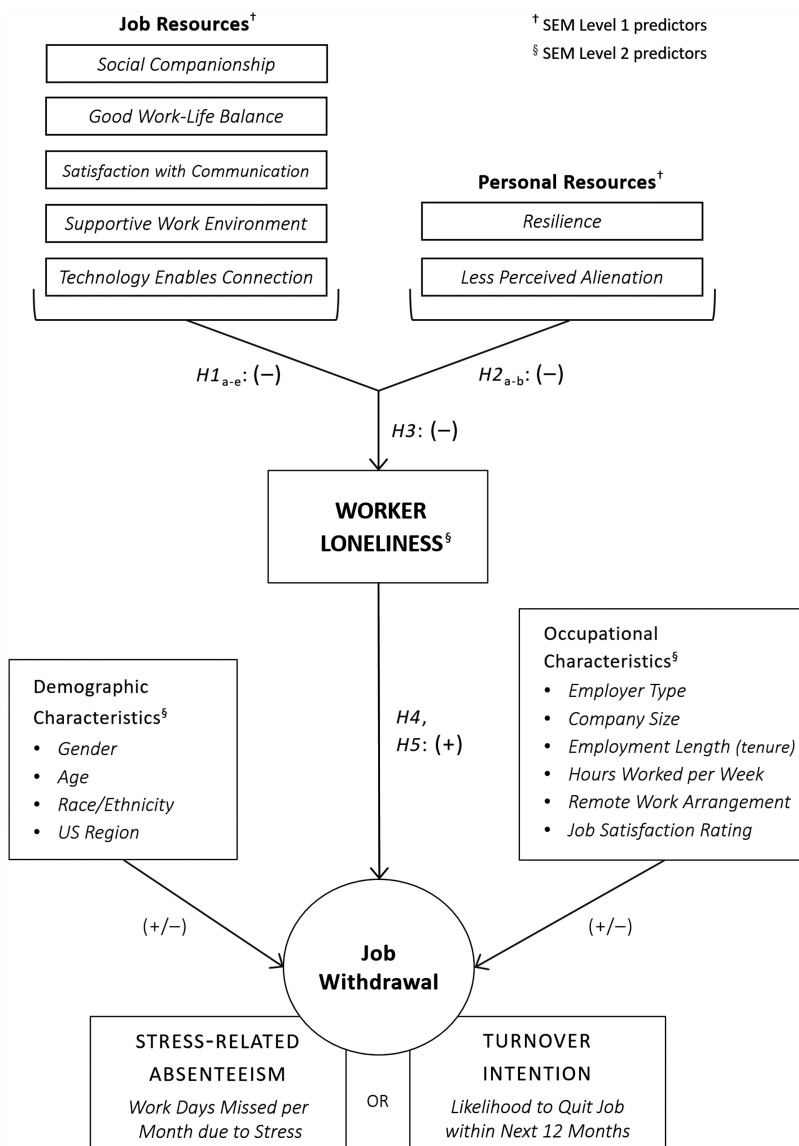 Job Resources†
† SEM Level 1 predictors
§ SEM Level 2 predictors
Social Companionship
Good Work-Life Balance
Satisfaction with Communication
Supportive Work Environment
Technology Enables Connection
Personal Resources†
Resilience
Less Perceived Alienation
H1a-e: (−)
H2a-b: (−)
H3: (−)
WORKER
LONELINESS§
Demographic
Characteristics§
• Gender
• Age
• Race/Ethnicity
• US Region
H4,
H5: (+)
Occupational
Characteristics§
• Employer Type
• Company Size
• Employment Length (tenure)
• Hours Worked per Week
• Remote Work Arrangement
• Job Satisfaction Rating
(+/−)
(+/−)
Job
Withdrawal
STRESS-RELATED
ABSENTEEISM
Work Days Missed per
Month due to Stress
OR
TURNOVER
INTENTION
Likelihood to Quit Job
within Next 12 Months